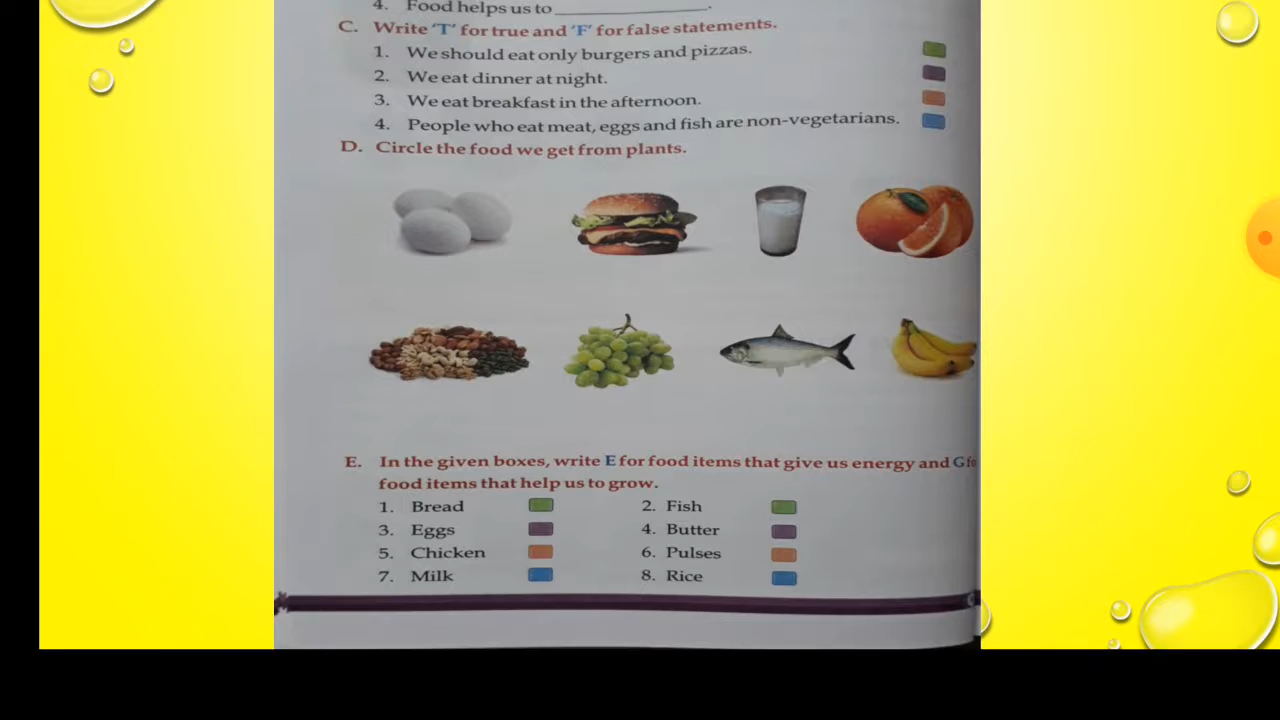 4. Food helps us to ____________.
C. Write 'T' for true and 'F' for false statements.
1. We should eat only burgers and pizzas.
2. We eat dinner at night.
3. We eat breakfast in the afternoon.
4. People who eat meat, eggs and fish are non-vegetarians.
D. Circle the food we get from plants.
E. In the given boxes, write E for food items that give us energy and G
food items that help us to grow.
1. Bread 2. Fish
3. Eggs 4. Butter
5. Chicken 6. Pulses
7. Milk 8. Rice